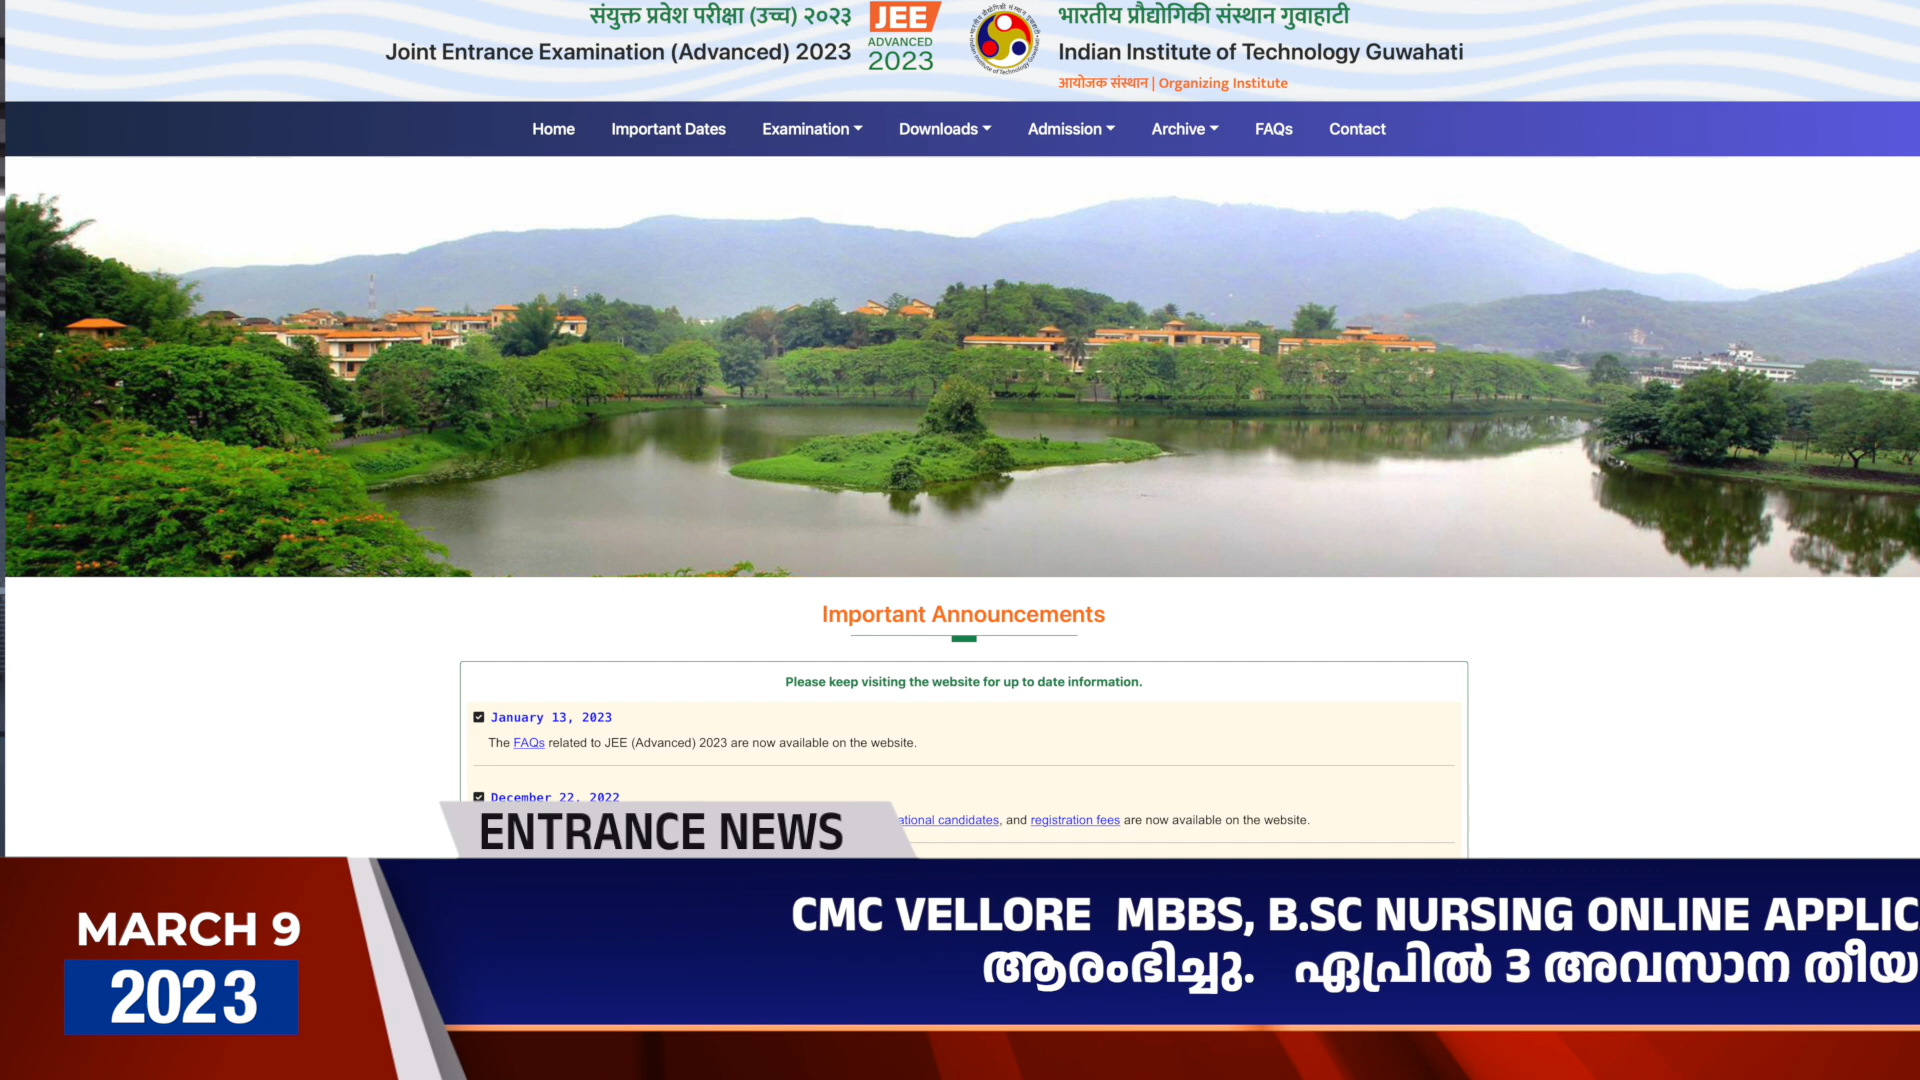 संयुक्त प्रवेश परीक्षा (उच्च) २०२३
Joint Entrance Examination (Advanced) 2023
JEE
ADVANCED
2023
भारतीय प्रौद्योगिकी संस्थान गुवाहाटी
Indian Institute of Technology Guwahati
आयोजक संस्थान | Organizing Institute
Home Important Dates Examination Downloads Admission Archive FAQs Contact
Important Announcements
Please keep visiting the website for up to date information.
January 13, 2023
The FAQs related to JEE (Advanced) 2023 are now available on the website.
December 22, 2022
ational candidates, and registration fees are now available on the website.
ENTRANCE NEWS
MARCH 9
2023
CMC VELLORE MBBS, B.SC NURSING ONLINE APPLIC
ആരംഭിച്ചു. ഏപ്രിൽ 3 അവസാന തീയ